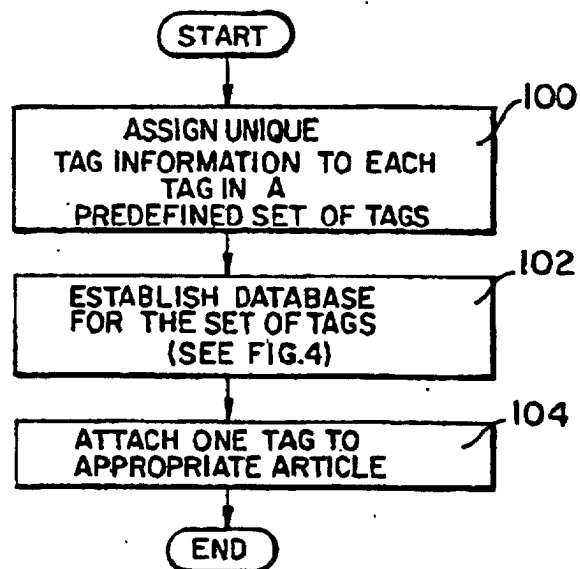 START
100
ASSIGN UNIQUE
TAG INFORMATION TO EACH
TAG IN A
PREDEFINED SET OF TAGS
102
ESTABLISH DATABASE
FOR THE SET OF TAGS
(SEE FIG.4)
104
ATTACH ONE TAG TO
APPROPRIATE ARTICLE
END